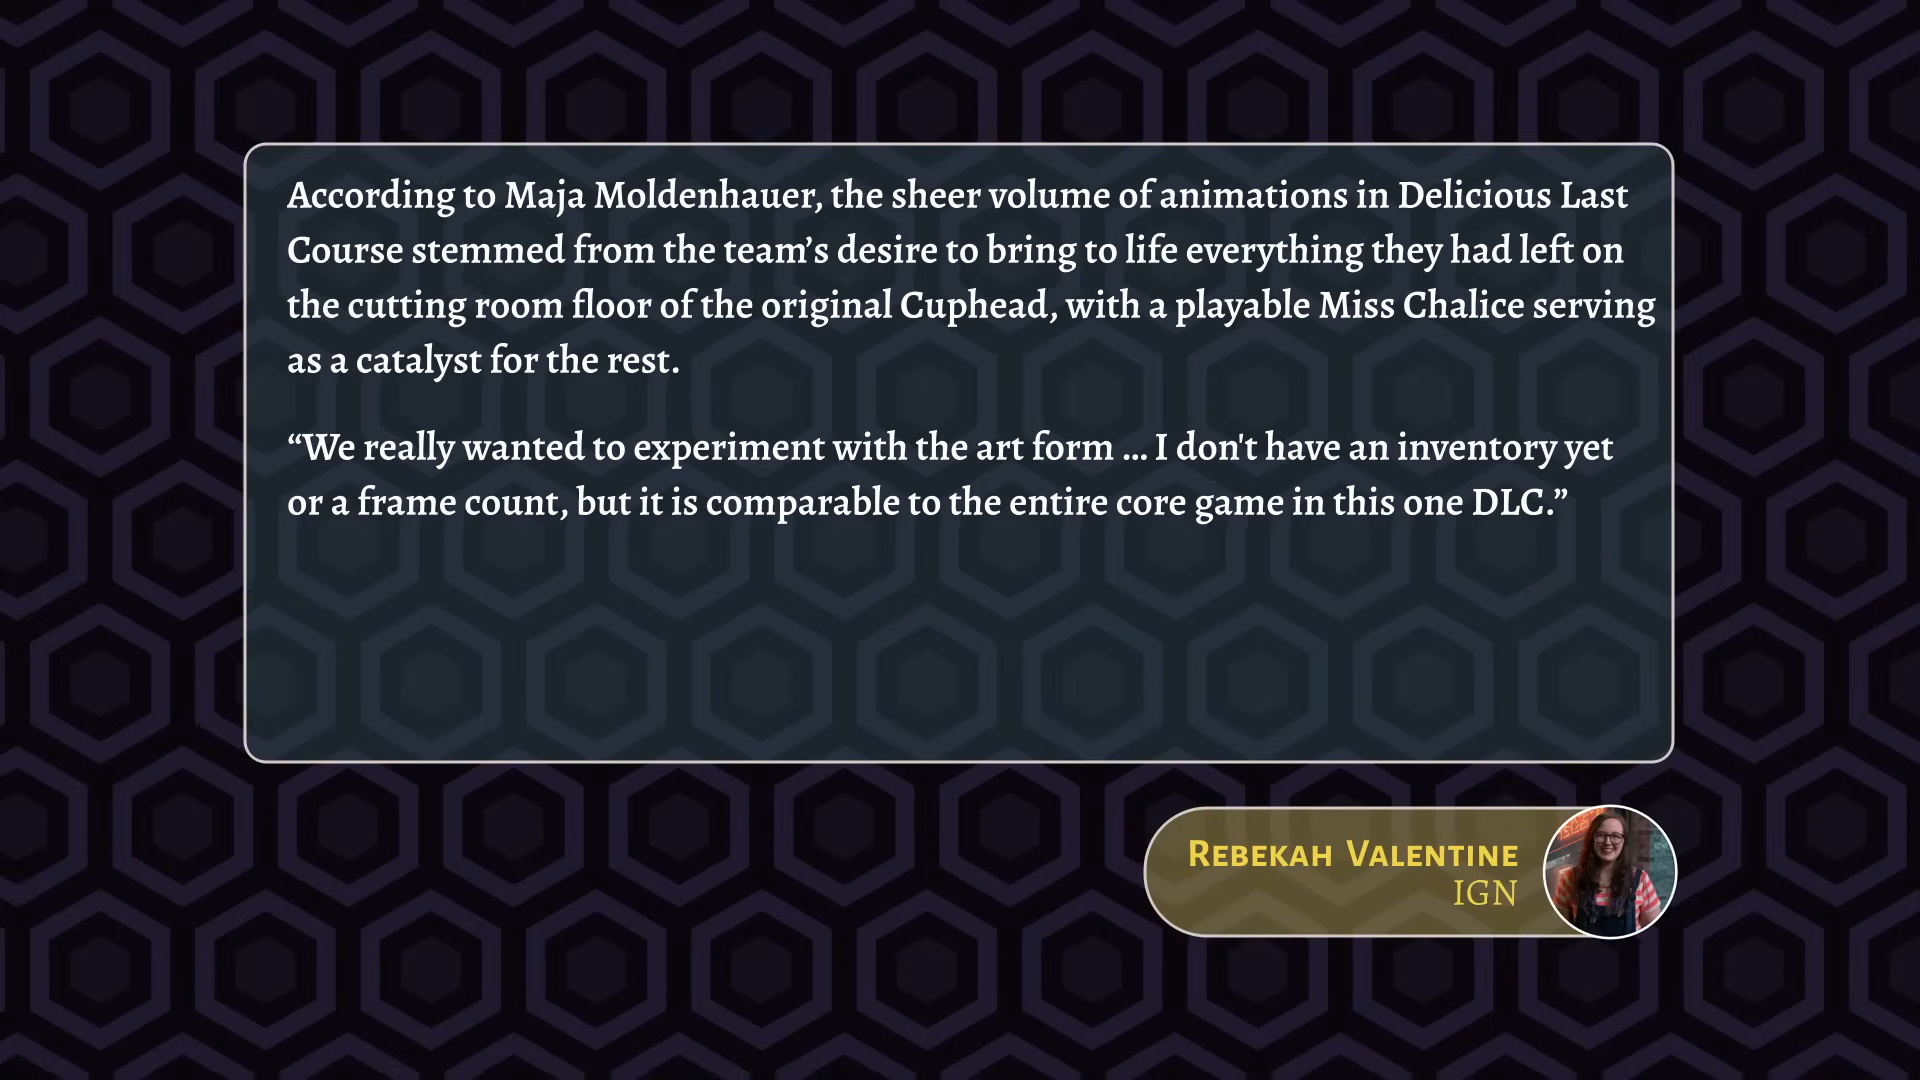 According to Maja Moldenhauer, the sheer volume of animations in Delicious Last
Course stemmed from the team’s desire to bring to life everything they had left on
the cutting room floor of the original Cuphead, with a playable Miss Chalice serving
as a catalyst for the rest.
“We really wanted to experiment with the art form ... I don't have an inventory yet
or a frame count, but it is comparable to the entire core game in this one DLC.”
Rebekah Valentine
IGN